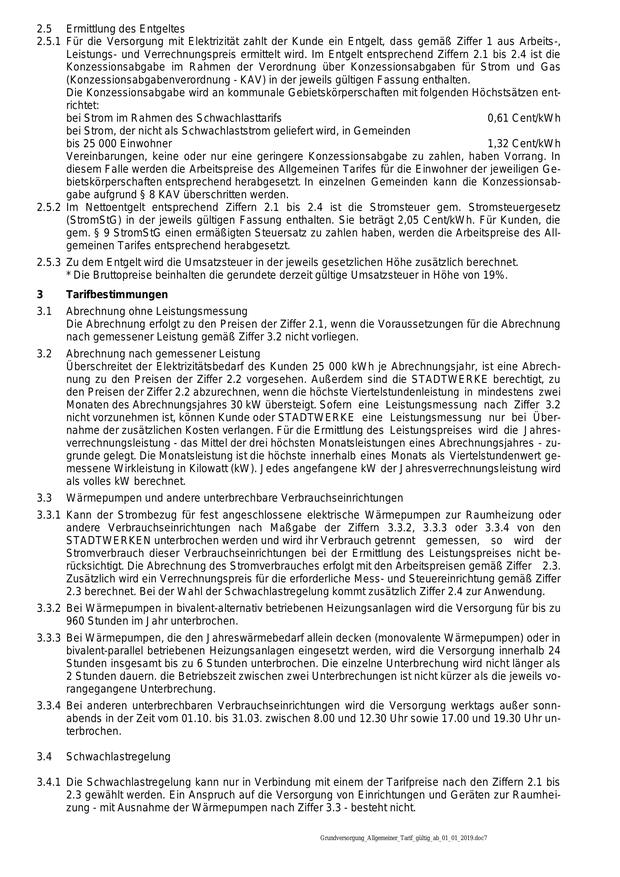 2.5 Ermittlung des Entgeltes
2.5.1 Für die Versorgung mit Elektrizität zahlt der Kunde ein Entgelt, dass gemäß Ziffer 1 aus Arbeits-,
Leistungs- und Verrechnungspreis ermittelt wird. Im Entgelt entsprechend Ziffern 2.1 bis 2.4 ist die
Konzessionsabgabe im Rahmen der Verordnung über Konzessionsabgaben für Strom und Gas
(Konzessionsabgabenverordnung - KAV) in der jeweils gültigen Fassung enthalten.
Die Konzessionsabgabe wird an kommunale Gebietskörperschaften mit folgenden Höchstsätzen ent-
richtet:
bei Strom im Rahmen des Schwachlasttarifs 0,61 Cent/kWh
bei Strom, der nicht als Schwachlaststrom geliefert wird, in Gemeinden
bis 25 000 Einwohner 1,32 Cent/kWh
Vereinbarungen, keine oder nur eine geringere Konzessionsabgabe zu zahlen, haben Vorrang. In
diesem Falle werden die Arbeitspreise des Allgemeinen Tarifes für die Einwohner der jeweiligen Ge-
bietskörperschaften entsprechend herabgesetzt. In einzelnen Gemeinden kann die Konzessionsab-
gabe aufgrund § 8 KAV überschritten werden.
2.5.2 Im Nettoentgelt entsprechend Ziffern 2.1 bis 2.4 ist die Stromsteuer gem. Stromsteuergesetz
(StromStG) in der jeweils gültigen Fassung enthalten. Sie beträgt 2,05 Cent/kWh. Für Kunden, die
gem. § 9 StromStG einen ermäßigten Steuersatz zu zahlen haben, werden die Arbeitspreise des All-
gemeinen Tarifes entsprechend herabgesetzt.
2.5.3 Zu dem Entgelt wird die Umsatzsteuer in der jeweils gesetzlichen Höhe zusätzlich berechnet.
* Die Bruttopreise beinhalten die gerundete derzeit gültige Umsatzsteuer in Höhe von 19%.
3 Tarifbestimmungen
3.1 Abrechnung ohne Leistungsmessung
Die Abrechnung erfolgt zu den Preisen der Ziffer 2.1, wenn die Voraussetzungen für die Abrechnung
nach gemessener Leistung gemäß Ziffer 3.2 nicht vorliegen.
3.2 Abrechnung nach gemessener Leistung
Überschreitet der Elektrizitätsbedarf des Kunden 25 000 kWh je Abrechnungsjahr, ist eine Abrech-
nung zu den Preisen der Ziffer 2.2 vorgesehen. Außerdem sind die STADTWERKE berechtigt, zu
den Preisen der Ziffer 2.2 abzurechnen, wenn die höchste Viertelstundenleistung in mindestens zwei
Monaten des Abrechnungsjahres 30 kW übersteigt. Sofern eine Leistungsmessung nach Ziffer 3.2
nicht vorzunehmen ist, können Kunde oder STADTWERKE eine Leistungsmessung nur bei Über-
nahme der zusätzlichen Kosten verlangen. Für die Ermittlung des Leistungspreises wird die Jahres-
verrechnungsleistung - das Mittel der drei höchsten Monatsleistungen eines Abrechnungsjahres - zu-
grunde gelegt. Die Monatsleistung ist die höchste innerhalb eines Monats als Viertelstundenwert ge-
messene Wirkleistung in Kilowatt (kW). Jedes angefangene kW der Jahresverrechnungsleistung wird
als volles kW berechnet.
3.3 Wärmepumpen und andere unterbrechbare Verbrauchseinrichtungen
3.3.1 Kann der Strombezug für fest angeschlossene elektrische Wärmepumpen zur Raumheizung oder
andere Verbrauchseinrichtungen nach Maßgabe der Ziffern 3.3.2, 3.3.3 oder 3.3.4 von den
STADTWERKEN unterbrochen werden und wird ihr Verbrauch getrennt gemessen, so wird der
Stromverbrauch dieser Verbrauchseinrichtungen bei der Ermittlung des Leistungspreises nicht be-
rücksichtigt. Die Abrechnung des Stromverbrauches erfolgt mit den Arbeitspreisen gemäß Ziffer 2.3.
Zusätzlich wird ein Verrechnungspreis für die erforderliche Mess- und Steuereinrichtung gemäß Ziffer
2.3 berechnet. Bei der Wahl der Schwachlastregelung kommt zusätzlich Ziffer 2.4 zur Anwendung.
3.3.2 Bei Wärmepumpen in bivalent-alternativ betriebenen Heizungsanlagen wird die Versorgung für bis zu
960 Stunden im Jahr unterbrochen.
3.3.3 Bei Wärmepumpen, die den Jahreswärmebedarf allein decken (monovalente Wärmepumpen) oder in
bivalent-parallel betriebenen Heizungsanlagen eingesetzt werden, wird die Versorgung innerhalb 24
Stunden insgesamt bis zu 6 Stunden unterbrochen. Die einzelne Unterbrechung wird nicht länger als
2 Stunden dauern. die Betriebszeit zwischen zwei Unterbrechungen ist nicht kürzer als die jeweils vo-
rangegangene Unterbrechung.
3.3.4 Bei anderen unterbrechbaren Verbrauchseinrichtungen wird die Versorgung werktags außer sonn-
abends in der Zeit vom 01.10. bis 31.03. zwischen 8.00 und 12.30 Uhr sowie 17.00 und 19.30 Uhr un-
terbrochen.
3.4 Schwachlastregelung
3.4.1 Die Schwachlastregelung kann nur in Verbindung mit einem der Tarifpreise nach den Ziffern 2.1 bis
2.3 gewählt werden. Ein Anspruch auf die Versorgung von Einrichtungen und Geräten zur Raumhei-
zung - mit Ausnahme der Wärmepumpen nach Ziffer 3.3 - besteht nicht.
Grundversorgung_Allgemeiner_Tarif_gültig_ab_01_01_2019.doc7